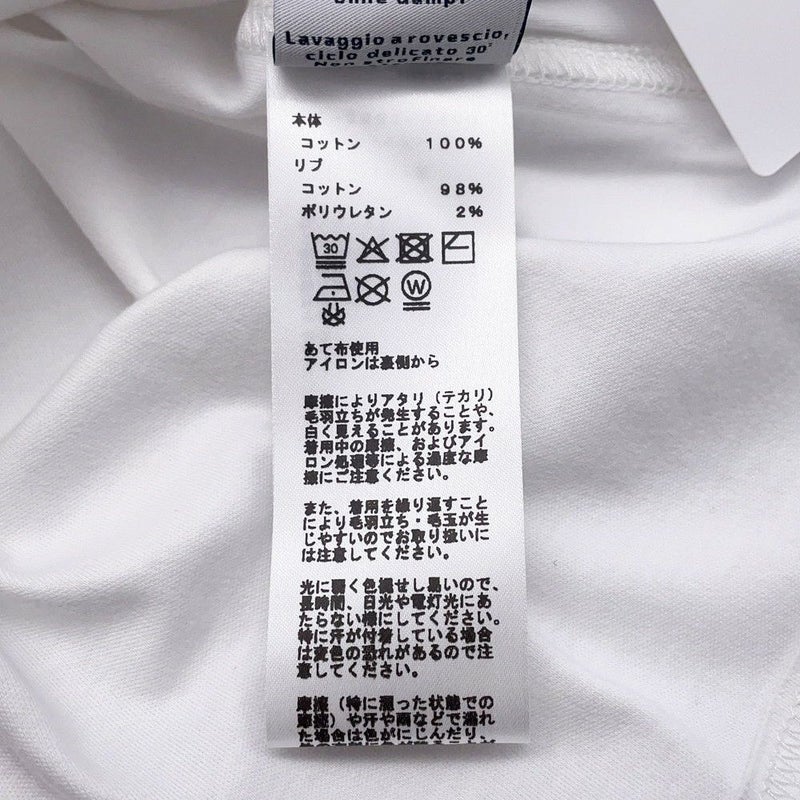 Lavaggio a rovescio,
ciclo delicato 30°
Non strofinare
本体
コットン 100%
リブ
コットン 98%
ポリウレタン 2%
30
W
あて布使用
アイロンは裏側から
摩擦によりアタリ（テカリ）
毛羽立ちが発生することや、
白く見えることがあります。
着用中の摩擦、およびアイ
ロン処理等による過度な摩
擦にご注意ください。
また、着用を繰り返すこと
により毛羽立ち・毛玉が生
じやすいのでお取り扱いに
は注意してください。
光に弱く色褪せし易いので、
長時間、日光や電灯光にあ
たらない様にしてください。
特に汗が付着している場合
は変色の恐れがあるので注
意してください。
摩擦（特に湿った状態での
摩擦）や汗や雨などで濡れ
た場合は色がにじんだり、